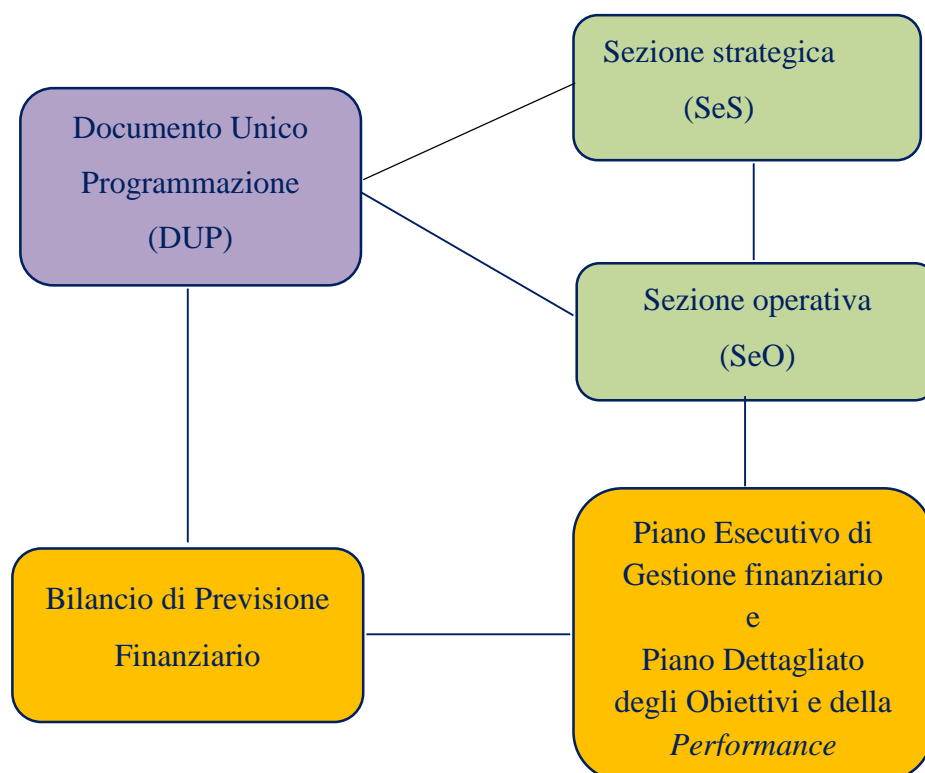 Sezione strategica
(SeS)
Documento Unico
Programmazione
(DUP)
Sezione operativa
(SeO)
Bilancio di Previsione
Finanziario
Piano Esecutivo di
Gestione finanziario
e
Piano Dettagliato
degli Obiettivi e della
Performance